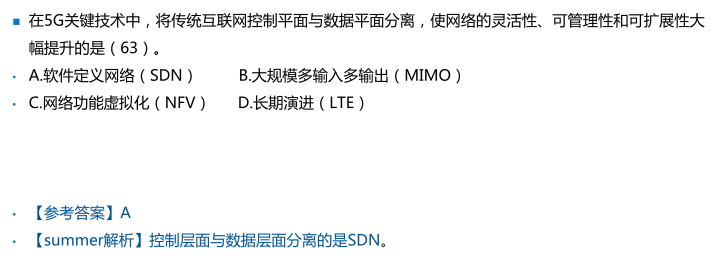 ▪ 在5G关键技术中，将传统互联网控制平面与数据平面分离，使网络的灵活性、可管理性和可扩展性大
幅提升的是（63）。
• A.软件定义网络（SDN） B.大规模多输入多输出（MIMO）
• C.网络功能虚拟化（NFV） D.长期演进（LTE）
• 【参考答案】A
• 【summer解析】控制层面与数据层面分离的是SDN。